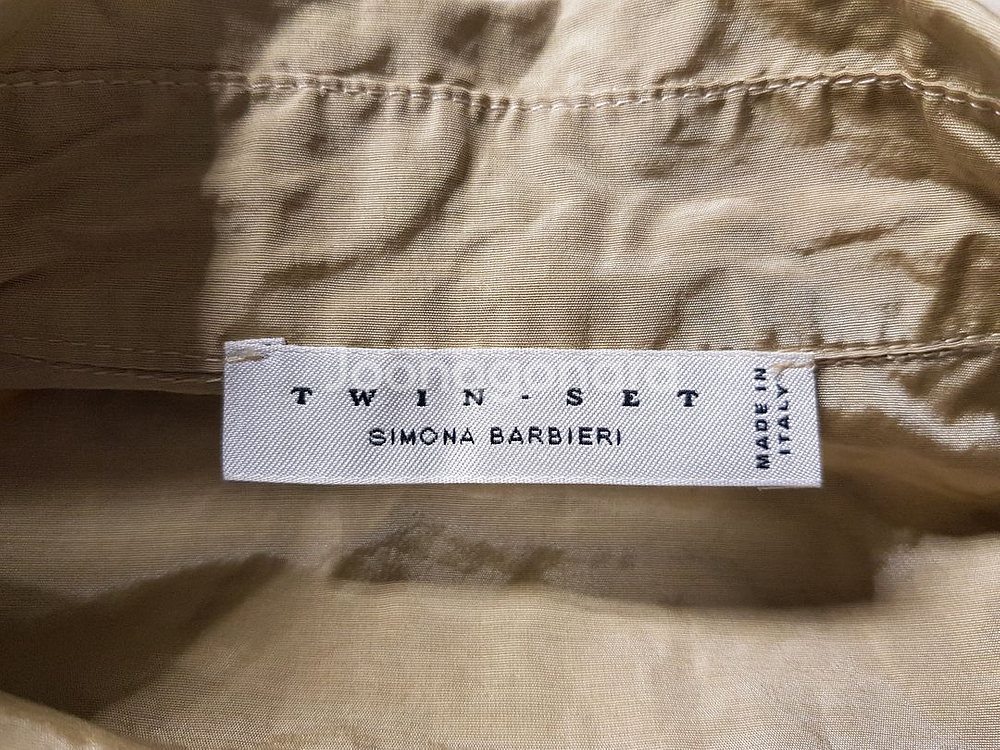 TWIN-SET
SIMONA BARBIERI
MADE IN
ITALY